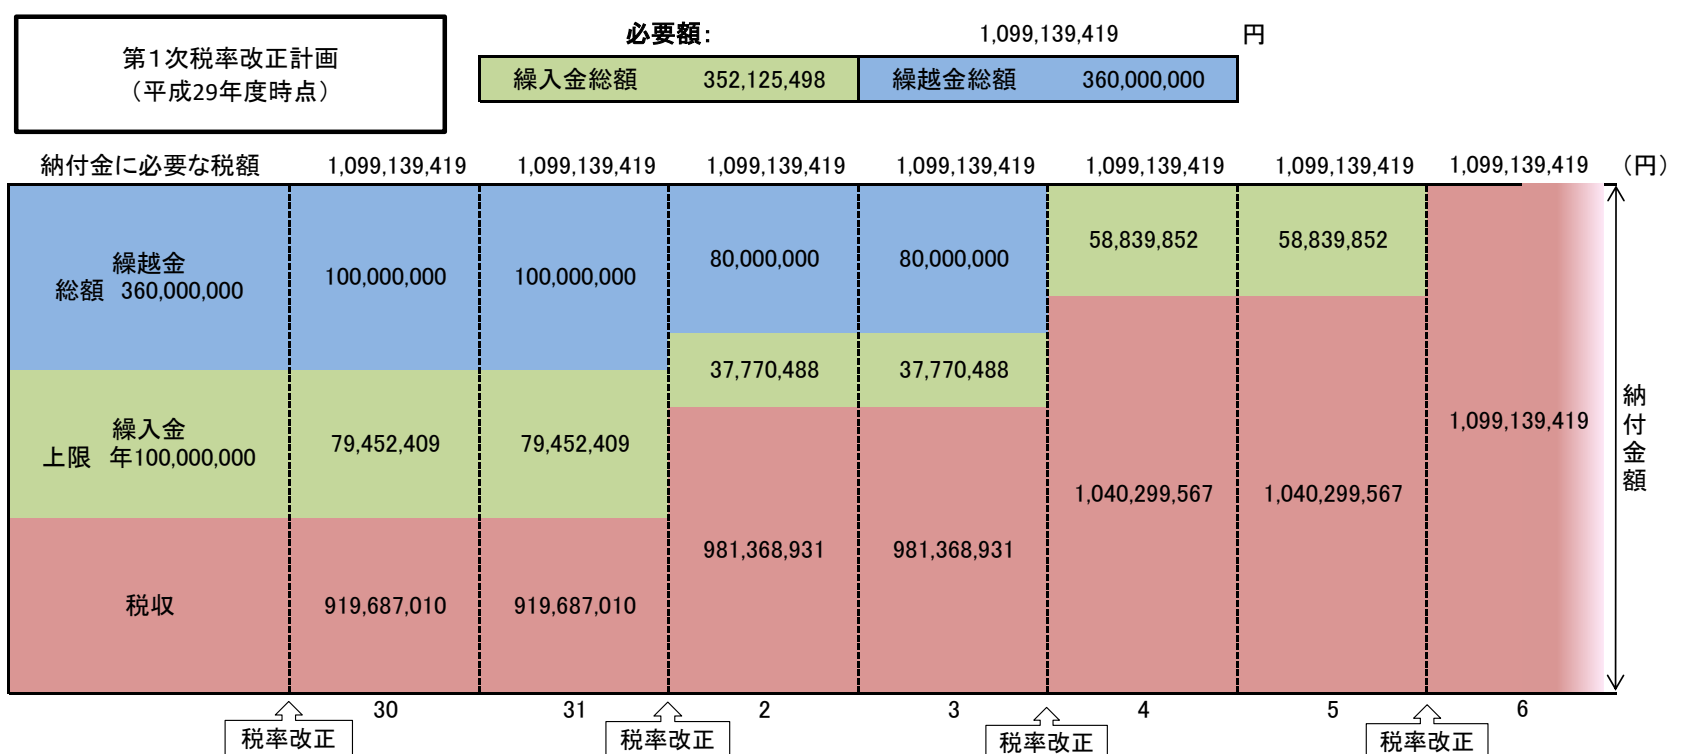 第1次税率改正計画
（平成29年度時点）
必要額： 1,099,139,419 円
繰入金総額 352,125,498 繰越金総額 360,000,000
納付金に必要な税額 1,099,139,419 1,099,139,419 1,099,139,419 1,099,139,419 1,099,139,419 1,099,139,419 1,099,139,419 （円）
繰越金
総額 360,000,000
100,000,000 100,000,000 80,000,000 80,000,000 58,839,852 58,839,852
37,770,488 37,770,488
繰入金
上限 年100,000,000
79,452,409 79,452,409
1,099,139,419
納付金額
1,040,299,567 1,040,299,567
981,368,931 981,368,931
税収 919,687,010 919,687,010
30 31 2 3 4 5 6
税率改正 税率改正 税率改正 税率改正